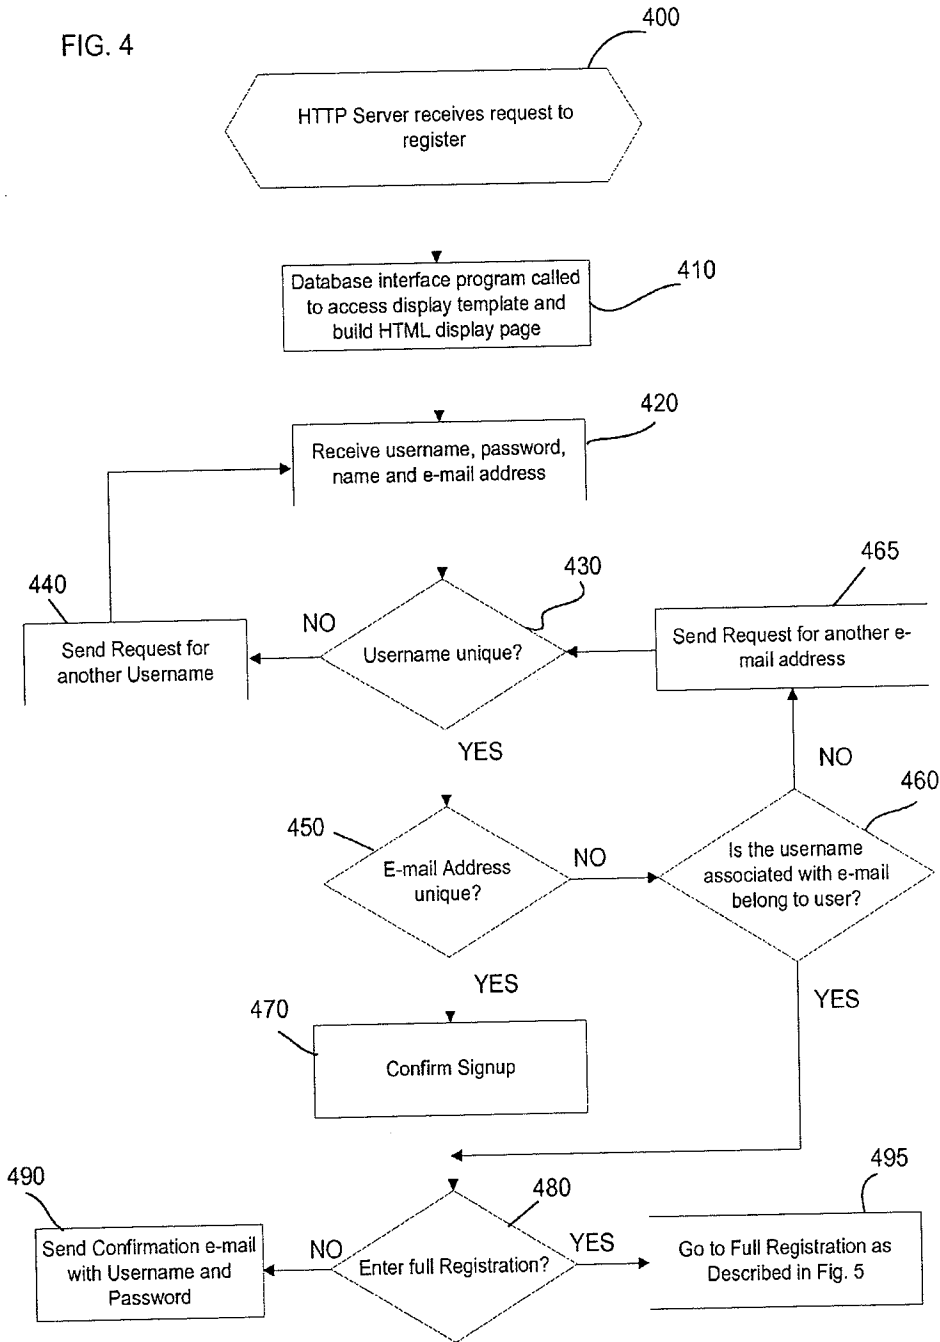 FIG. 4
400
HTTP Server receives request to
register
410
Database interface program called
to access display template and
build HTML display page
420
Receive username, password,
name and e-mail address
430
440
465
NO
Username unique?
Send Request for
another Username
Send Request for another e-
mail address
YES
NO
460
450
E-mail Address
unique?
NO
Is the username
associated with e-mail
belong to user?
YES
YES
470
Confirm Signup
490
480
495
Send Confirmation e-mail
with Username and
Password
NO
Enter full Registration?
YES
Go to Full Registration as
Described in Fig. 5